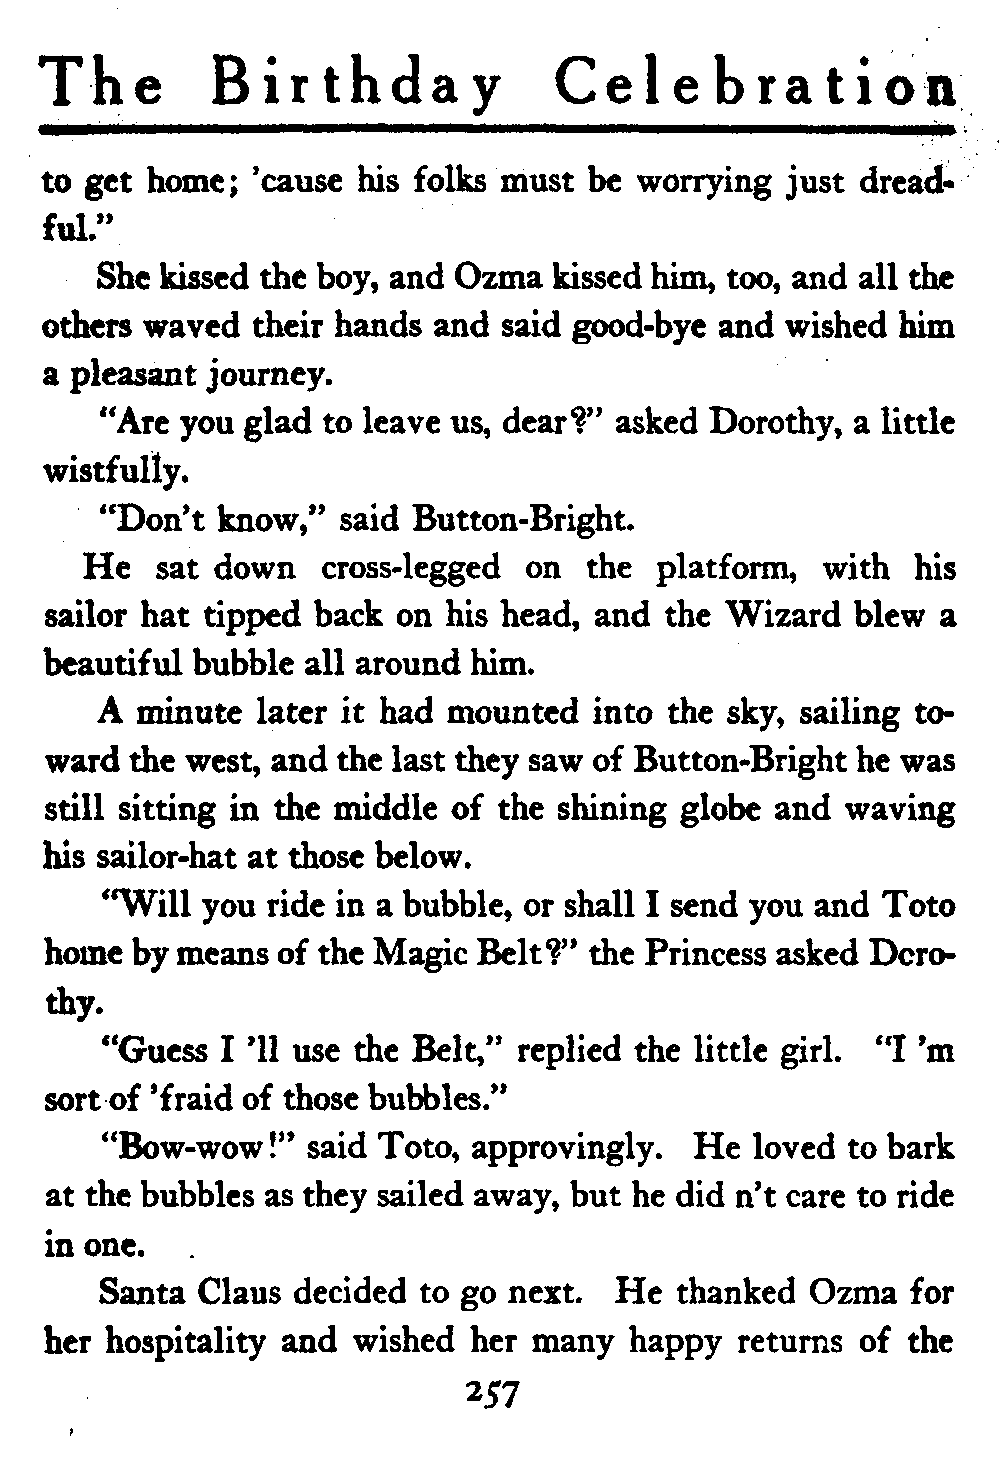 The Birthday Celebration
to get home; 'cause his folks must be worrying just dread-
ful."
She kissed the boy, and Ozma kissed him, too, and all the
others waved their hands and said good-bye and wished him
a pleasant journey.
"Are you glad to leave us, dear?" asked Dorothy, a little
wistfully.
"Don't know," said Button-Bright.
He sat down cross-legged on the platform, with his
sailor hat tipped back on his head, and the Wizard blew a
beautiful bubble all around him.
A minute later it had mounted into the sky, sailing to-
ward the west, and the last they saw of Button-Bright he was
still sitting in the middle of the shining globe and waving
his sailor-hat at those below.
"Will you ride in a bubble, or shall I send you and Toto
home by means of the Magic Belt?" the Princess asked Doro-
thy.
"Guess I 'll use the Belt," replied the little girl. "I 'm
sort of 'fraid of those bubbles."
"Bow-wow!" said Toto, approvingly. He loved to bark
at the bubbles as they sailed away, but he did n't care to ride
in one.
Santa Claus decided to go next. He thanked Ozma for
her hospitality and wished her many happy returns of the
257